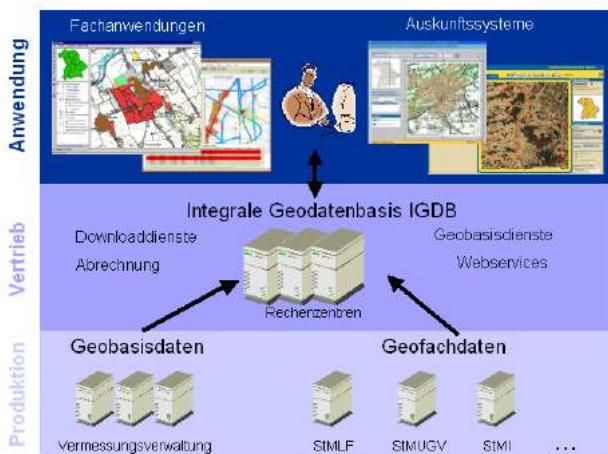 Anwendung
Fachanwendungen
Auskunftssysteme
Vertrieb
Integrale Geodatenbasis IGDB
Downloaddienste
Geobasisdienste
Abrechnung
Webservices
Rechenzentren
Produktion
Geobasisdaten
Geofachdaten
Vermessungsverwaltung
StMLF
StMUGV
StMI
...